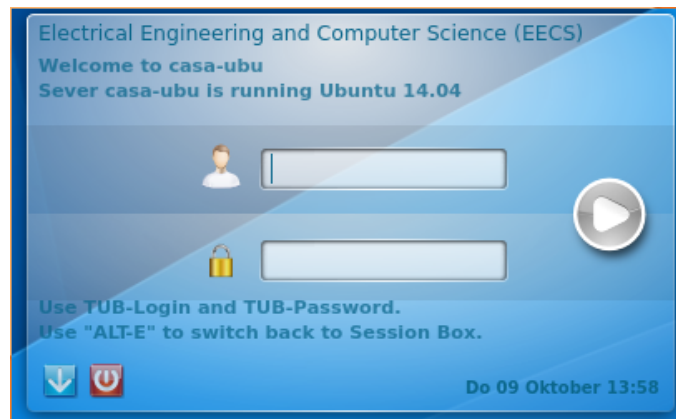 Electrical Engineering and Computer Science (EECS)
Welcome to casa-ubu
Sever casa-ubu is running Ubuntu 14.04
Use TUB-Login and TUB-Password.
Use "ALT-E" to switch back to Session Box.
Do 09 Oktober 13:58